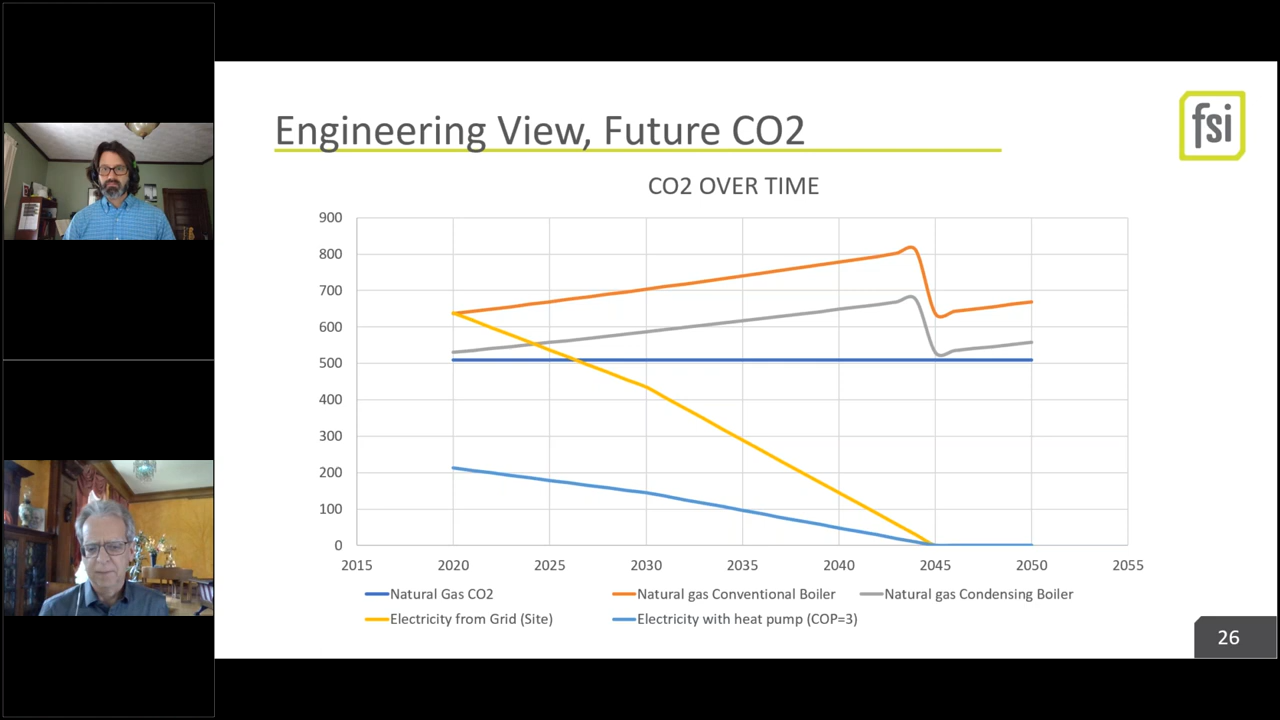 Engineering View, Future CO2
fsi
CO2 OVER TIME
900
800
700
600
500
400
300
200
100
0
2015 2020 2025 2030 2035 2040 2045 2050 2055
Natural Gas CO2 Natural gas Conventional Boiler Natural gas Condensing Boiler
Electricity from Grid (Site) Electricity with heat pump (COP=3)
26